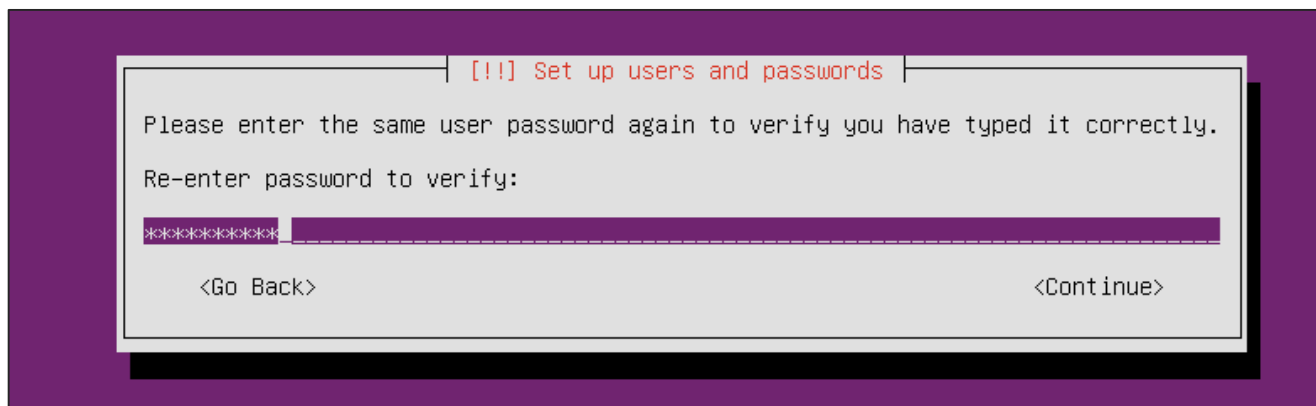 [!!] Set up users and passwords
Please enter the same user password again to verify you have typed it correctly.
Re-enter password to verify:
**********_____________________________________________________________________
<Go Back> <Continue>